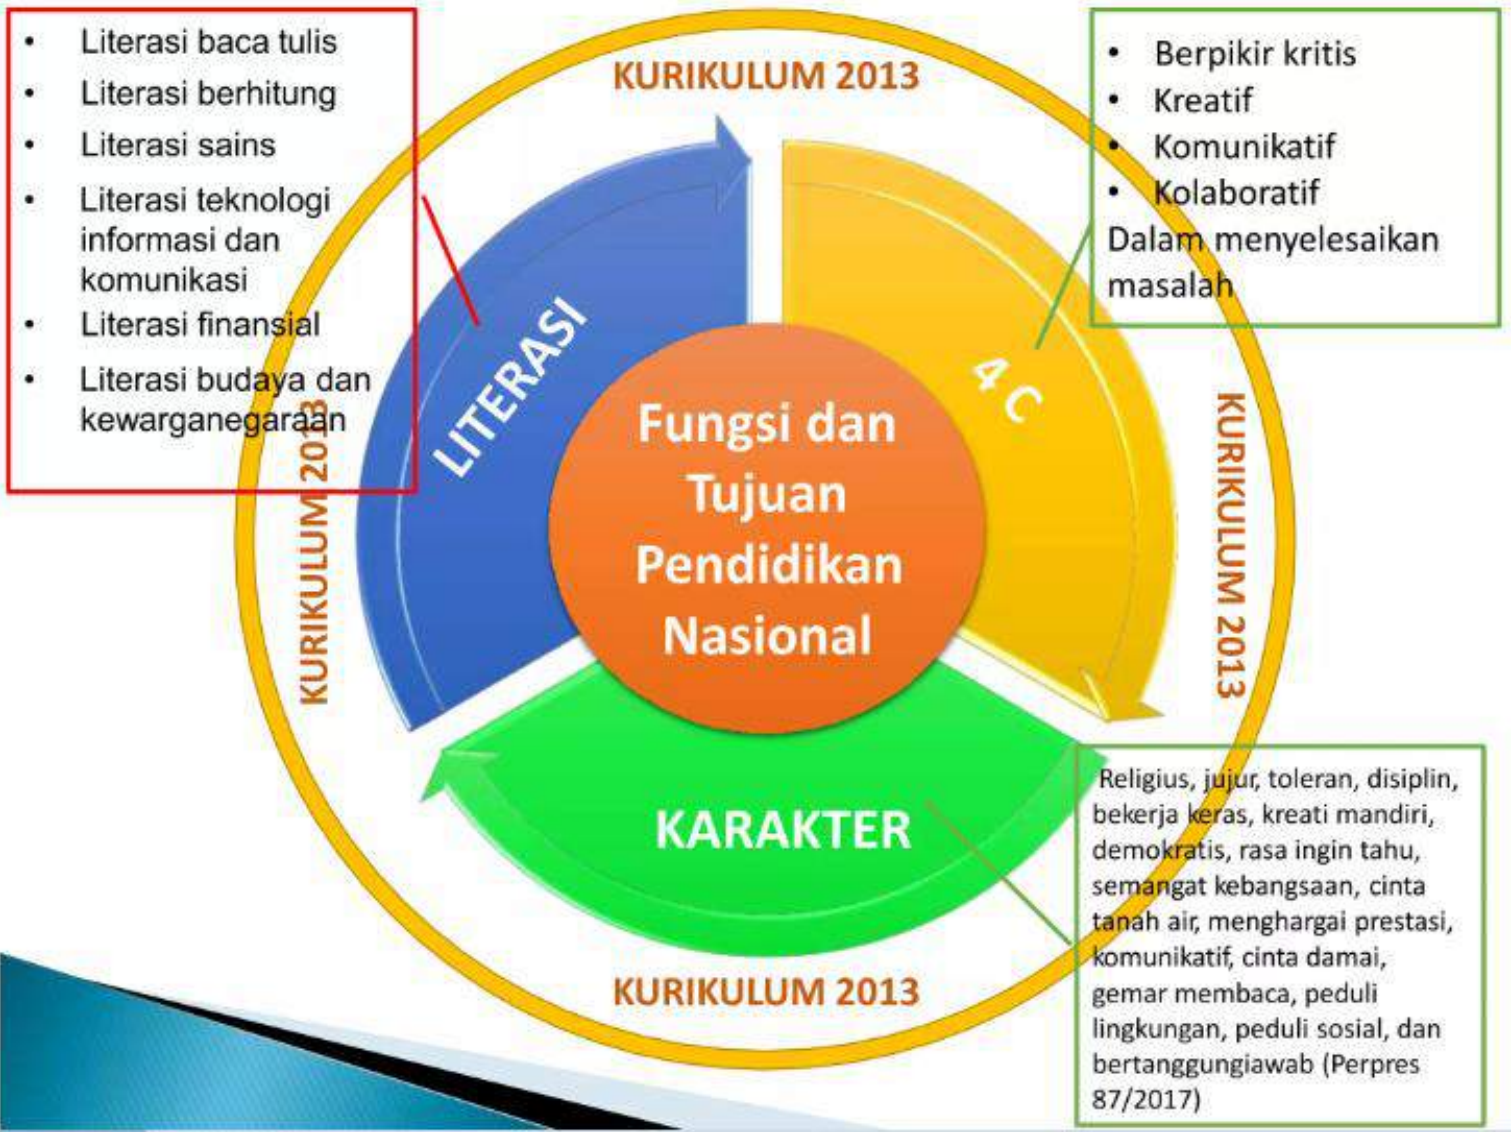 • Literasi baca tulis
• Literasi berhitung
• Literasi sains
• Literasi teknologi
informasi dan
komunikasi
• Literasi finansial
• Literasi budaya dan
kewarganegaraan
KURIKULUM 2013
• Berpikir kritis
• Kreatif
• Komunikatif
• Kolaboratif
Dalam menyelesaikan
masalah
LITERASI
4 C
Fungsi dan
Tujuan
Pendidikan
Nasional
KURIKULUM 2013
KURIKULUM 2013
KARAKTER
KURIKULUM 2013
Religius, jujur, toleran, disiplin,
bekerja keras, kreati mandiri,
demokratis, rasa ingin tahu,
semangat kebangsaan, cinta
tanah air, menghargai prestasi,
komunikatif, cinta damai,
gemar membaca, peduli
lingkungan, peduli sosial, dan
bertanggungiawab (Perpres
87/2017)